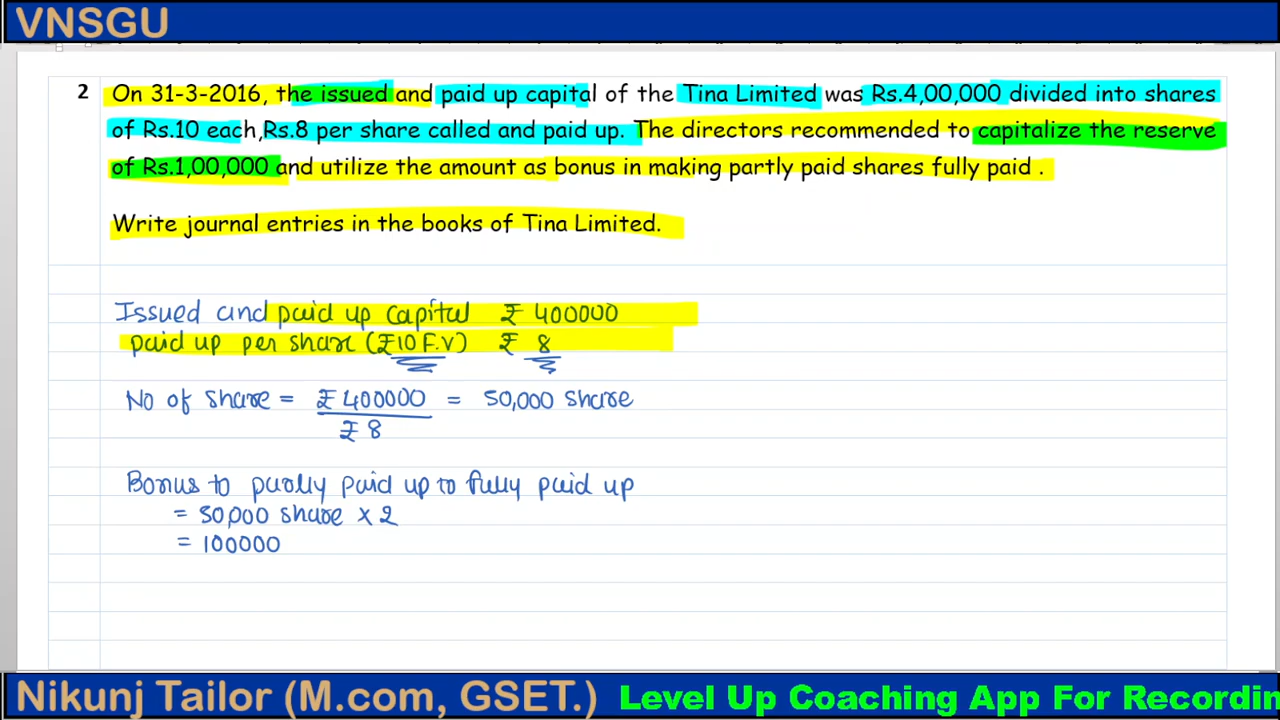 VNSGU
2 On 31-3-2016, the issued and paid up capital of the Tina Limited was Rs.4,00,000 divided into shares
of Rs.10 each,Rs.8 per share called and paid up. The directors recommended to capitalize the reserve
of Rs.1,00,000 and utilize the amount as bonus in making partly paid shares fully paid .
Write journal entries in the books of Tina Limited.
Issued and paid up capital ₹ 400000
paid up per share (₹10 F.V) ₹ 8
No of share = ₹ 400000 = 50,000 share
₹ 8
Bonus to partly paid up to fully paid up
= 50,000 share × 2
= 100000
Nikunj Tailor (M.com, GSET.) Level Up Coaching App For Recordin